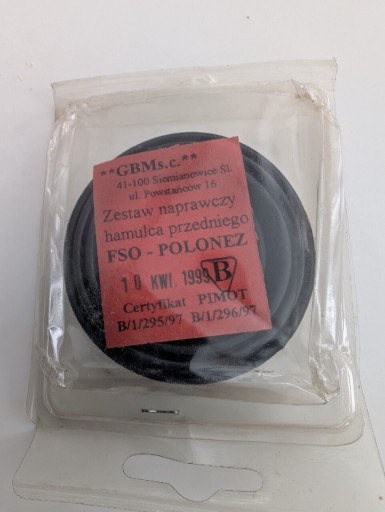 **GBMs.c.**
41-100 Siemianowice Śl.
ul. Powstańców 16
Zestaw naprawczy
hamulca przedniego
FSO - POLONEZ
10 KWI. 1999 B
Certyfikat PIMOT
B/1/295/97 B/1/296/97